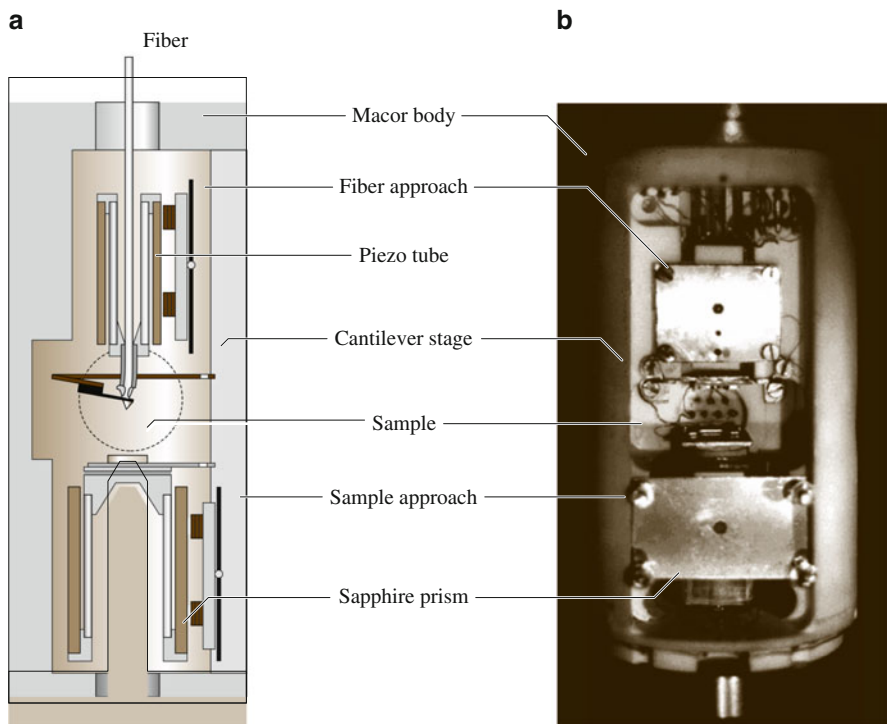 a
b
Fiber
Macor body
Fiber approach
Piezo tube
Cantilever stage
Sample
Sample approach
Sapphire prism